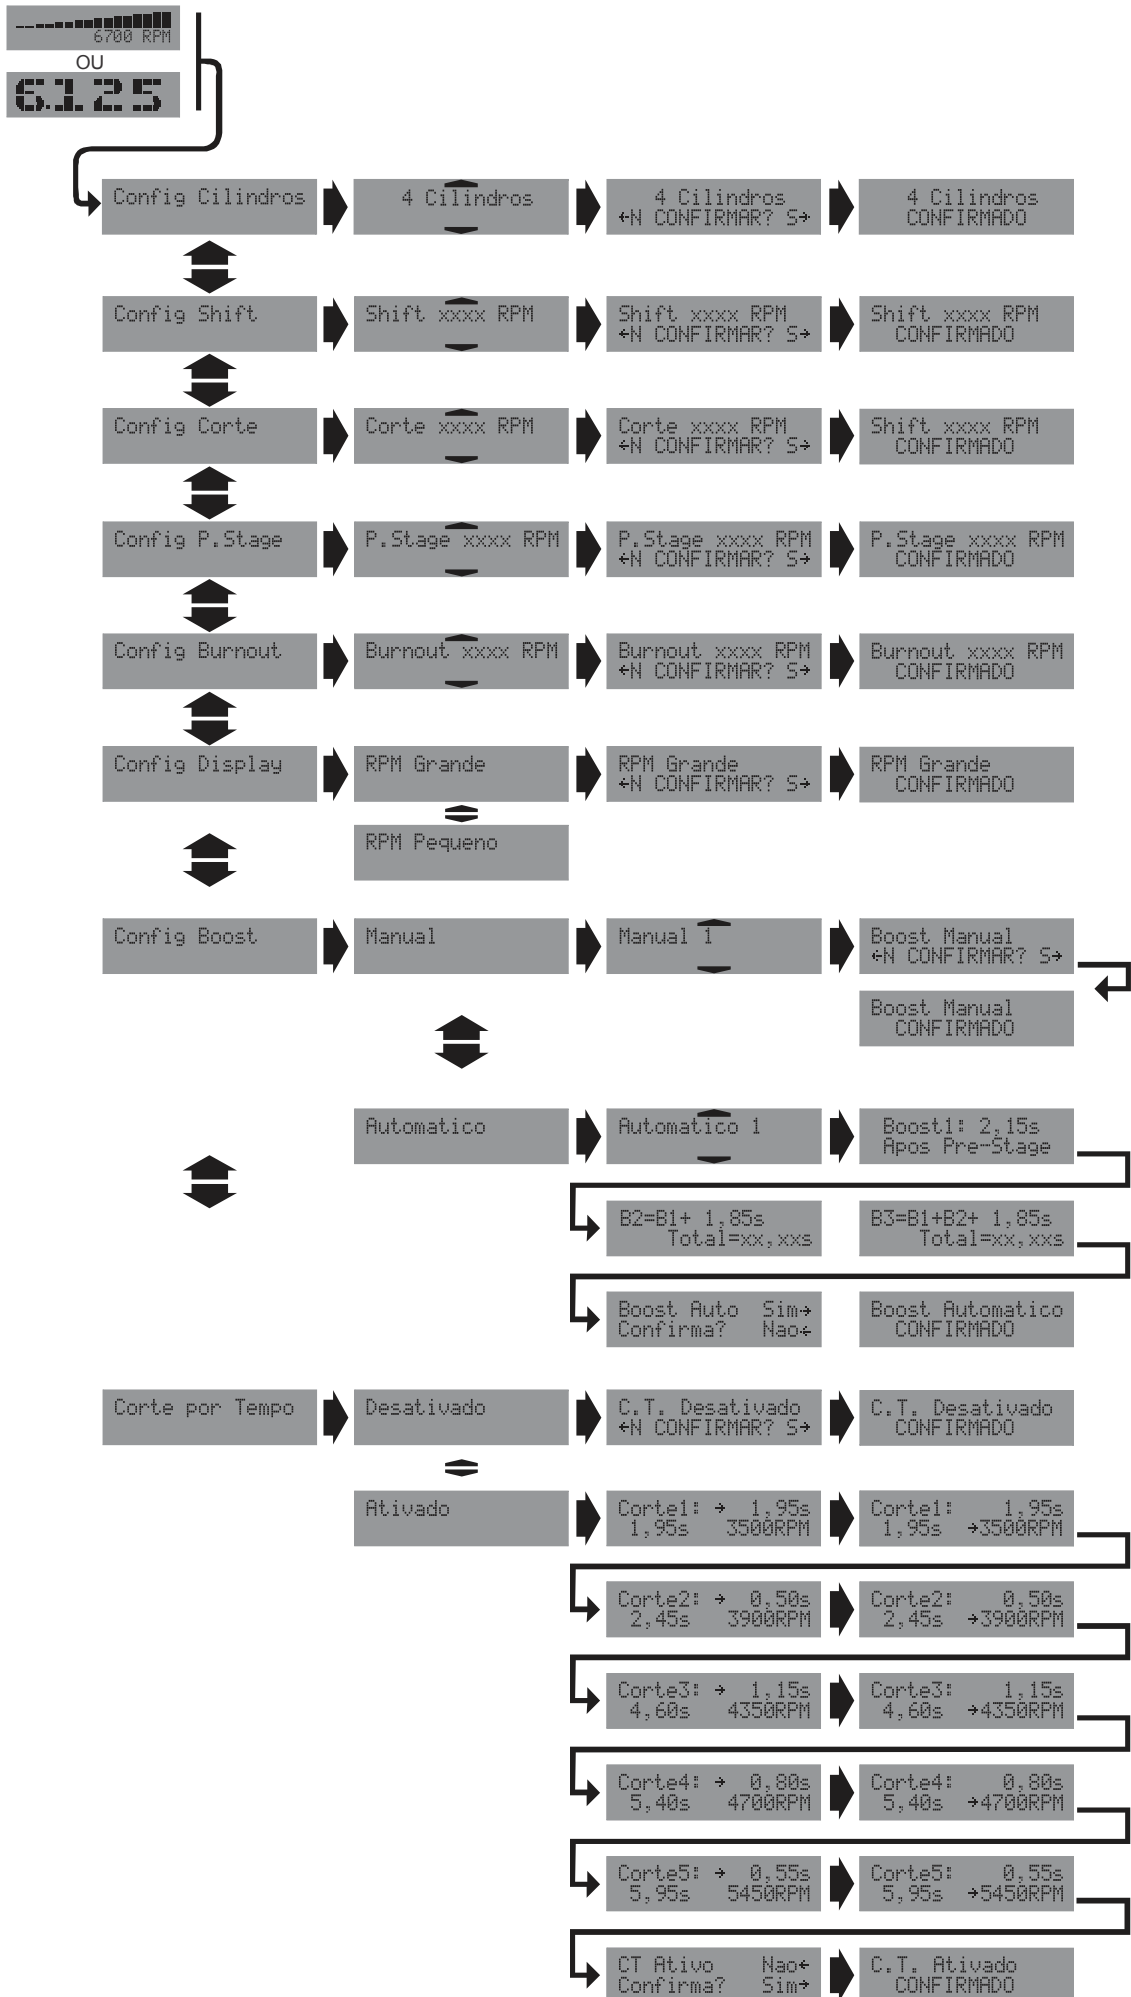 6700 RPM
OU
6.125
Config Cilindros
4 Cilindros
4 Cilindros
←N CONFIRMAR? S→
4 Cilindros
CONFIRMADO
Config Shift
Shift xxxx RPM
Shift xxxx RPM
←N CONFIRMAR? S→
Shift xxxx RPM
CONFIRMADO
Config Corte
Corte xxxx RPM
Corte xxxx RPM
←N CONFIRMAR? S→
Shift xxxx RPM
CONFIRMADO
Config P.Stage
P.Stage xxxx RPM
P.Stage xxxx RPM
←N CONFIRMAR? S→
P.Stage xxxx RPM
CONFIRMADO
Config Burnout
Burnout xxxx RPM
Burnout xxxx RPM
←N CONFIRMAR? S→
Burnout xxxx RPM
CONFIRMADO
Config Display
RPM Grande
RPM Grande
←N CONFIRMAR? S→
RPM Grande
CONFIRMADO
RPM Pequeno
Config Boost
Manual
Manual 1
Boost Manual
←N CONFIRMAR? S→
Boost Manual
CONFIRMADO
Automatico
Automatico 1
Boost1: 2,15s
Apos Pre-Stage
B2=B1+ 1,85s
Total=xx,xxs
B3=B1+B2+ 1,85s
Total=xx,xxs
Boost Auto Sim→
Confirma? Nao←
Boost Automatico
CONFIRMADO
Corte por Tempo
Desativado
C.T. Desativado
←N CONFIRMAR? S→
C.T. Desativado
CONFIRMADO
Ativado
Corte1: → 1,95s
1,95s 3500RPM
Corte1: 1,95s
1,95s →3500RPM
Corte2: → 0,50s
2,45s 3900RPM
Corte2: 0,50s
2,45s →3900RPM
Corte3: → 1,15s
4,60s 4350RPM
Corte3: 1,15s
4,60s →4350RPM
Corte4: → 0,80s
5,40s 4700RPM
Corte4: 0,80s
5,40s →4700RPM
Corte5: → 0,55s
5,95s 5450RPM
Corte5: 0,55s
5,95s →5450RPM
CT Ativo Nao←
Confirma? Sim→
C.T. Ativado
CONFIRMADO